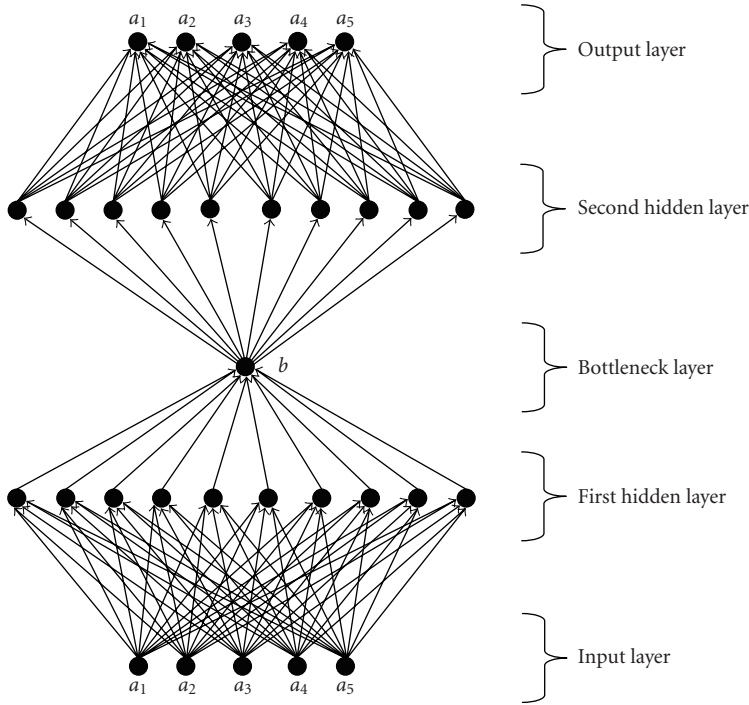 a1 a2 a3 a4 a5
Output layer
Second hidden layer
b
Bottleneck layer
First hidden layer
Input layer
a1 a2 a3 a4 a5